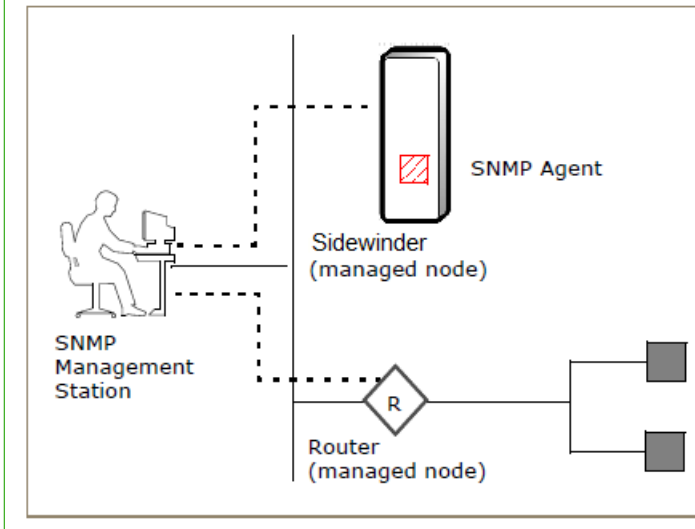 SNMP Agent
Sidewinder
(managed node)
SNMP
Management
Station
R
Router
(managed node)